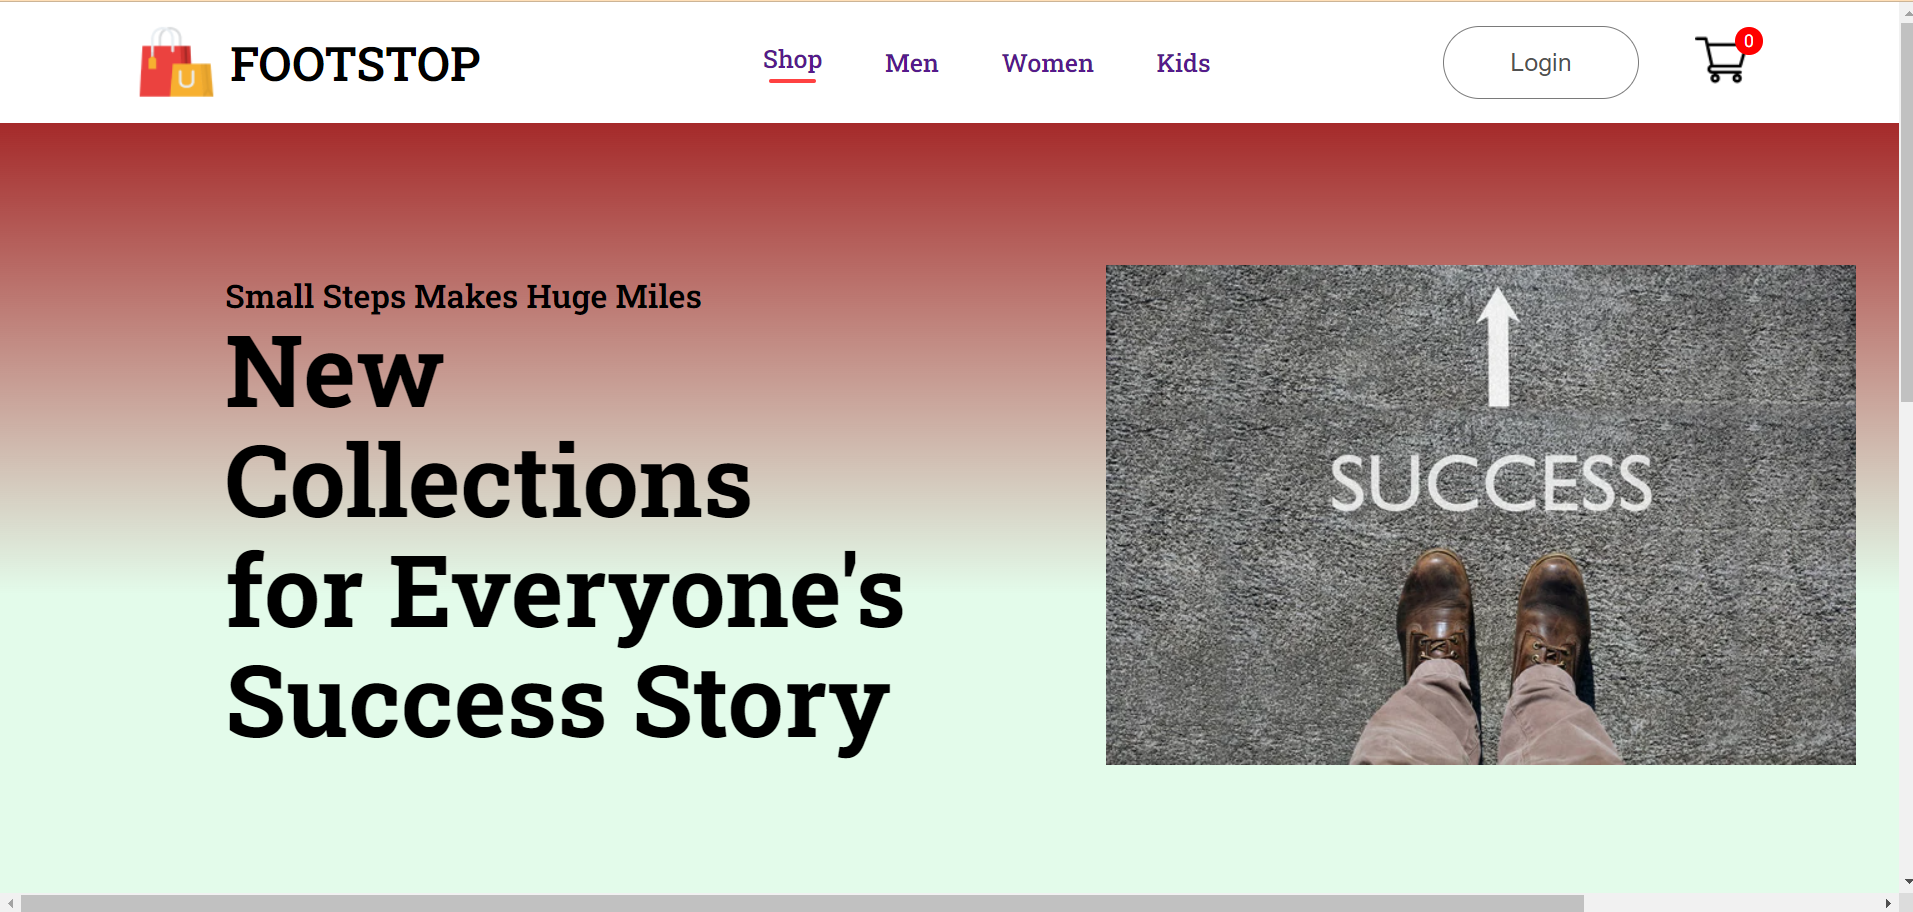 U
FOOTSTOP
Shop
Men
Women
Kids
Login
0
Small Steps Makes Huge Miles
New
Collections
for Everyone's
Success Story
SUCCESS